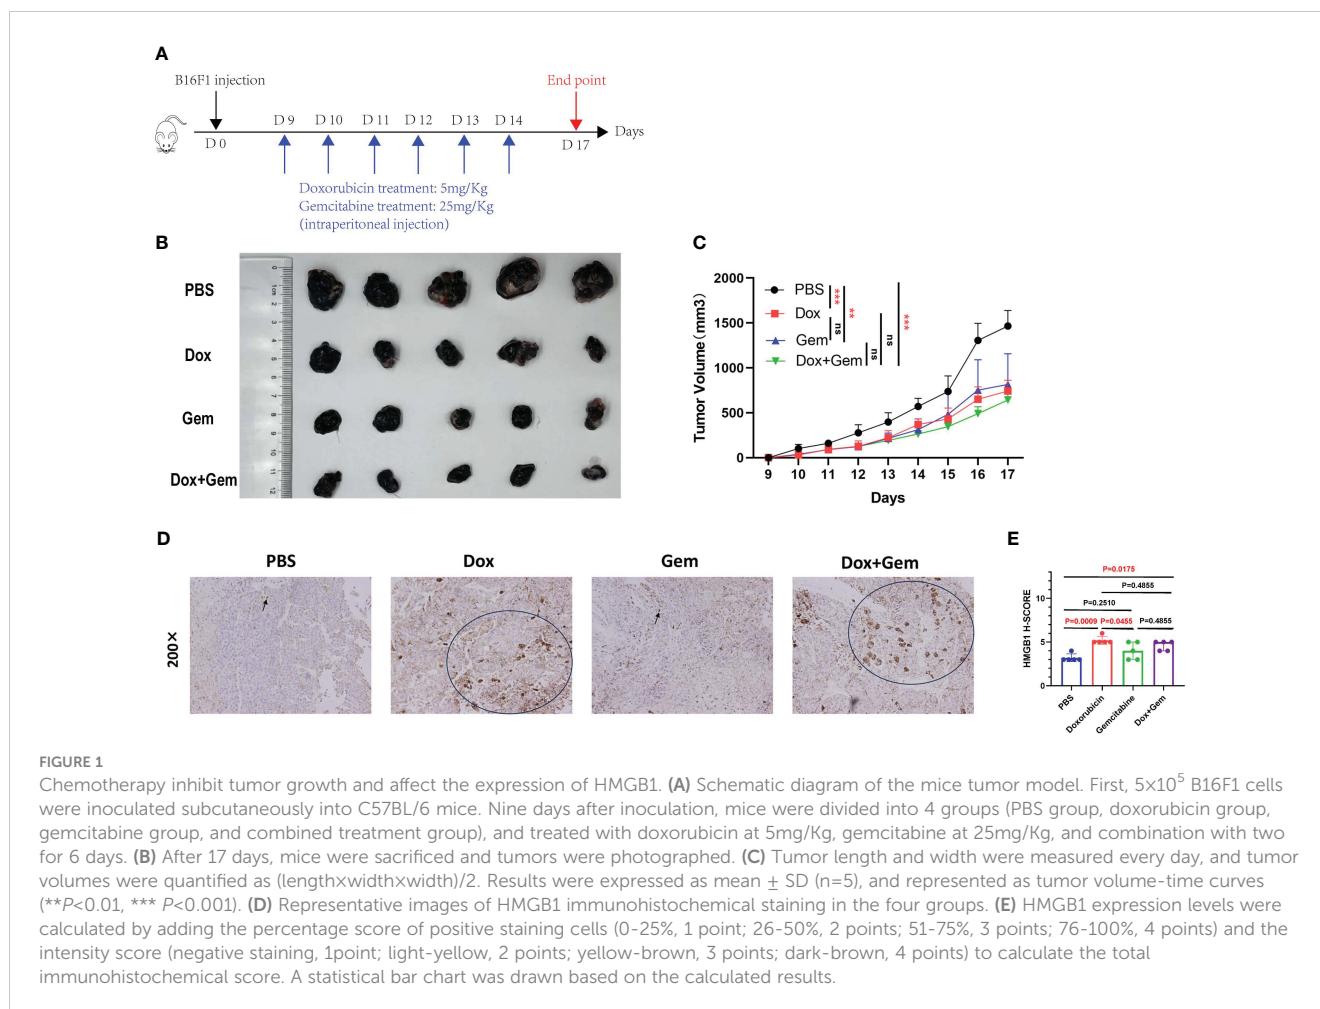 A
B16F1 injection
End point
D 9 D 10 D 11 D 12 D 13 D 14
Days
D 0
D 17
Doxorubicin treatment: 5mg/Kg
Gemcitabine treatment: 25mg/Kg
(intraperitoneal injection)
B
PBS
Dox
Gem
Dox+Gem
0 1cm 2 3 4 5 6 7 8 9 10 11 12
C
Tumor Volume(mm3)
2000
1500
1000
500
0
PBS
Dox
Gem
Dox+Gem
***
ns
**
ns
ns
***
9 10 11 12 13 14 15 16 17
Days
D
PBS Dox Gem Dox+Gem
200×
E
HMGB1 H-SCORE
10
5
0
P=0.0175
P=0.4855
P=0.2510
P=0.0009 P=0.0455 P=0.4855
PBS
Doxorubicin
Gemcitabine
Dox+Gem
FIGURE 1
Chemotherapy inhibit tumor growth and affect the expression of HMGB1. (A) Schematic diagram of the mice tumor model. First, 5×10⁵ B16F1 cells
were inoculated subcutaneously into C57BL/6 mice. Nine days after inoculation, mice were divided into 4 groups (PBS group, doxorubicin group,
gemcitabine group, and combined treatment group), and treated with doxorubicin at 5mg/Kg, gemcitabine at 25mg/Kg, and combination with two
for 6 days. (B) After 17 days, mice were sacrificed and tumors were photographed. (C) Tumor length and width were measured every day, and tumor
volumes were quantified as (length×width×width)/2. Results were expressed as mean ± SD (n=5), and represented as tumor volume-time curves
(**P<0.01, *** P<0.001). (D) Representative images of HMGB1 immunohistochemical staining in the four groups. (E) HMGB1 expression levels were
calculated by adding the percentage score of positive staining cells (0-25%, 1 point; 26-50%, 2 points; 51-75%, 3 points; 76-100%, 4 points) and the
intensity score (negative staining, 1point; light-yellow, 2 points; yellow-brown, 3 points; dark-brown, 4 points) to calculate the total
immunohistochemical score. A statistical bar chart was drawn based on the calculated results.